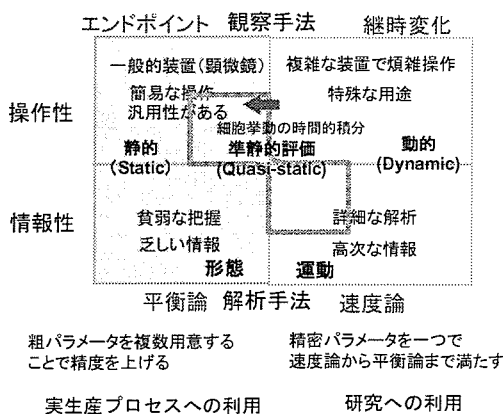 エンドポイント 観察手法 継時変化
操作性
一般的装置(顕微鏡)
簡易な操作
汎用性がある
複雑な装置で煩雑操作
特殊な用途
細胞挙動の時間的積分
静的
(Static)
準静的評価
(Quasi-static)
動的
(Dynamic)
情報性
貧弱な把握
乏しい情報
形態
詳細な解析
高次な情報
運動
平衡論 解析手法 速度論
粗パラメータを複数用意する
ことで精度を上げる
精密パラメータを一つで
速度論から平衡論まで満たす
実生産プロセスへの利用
研究への利用